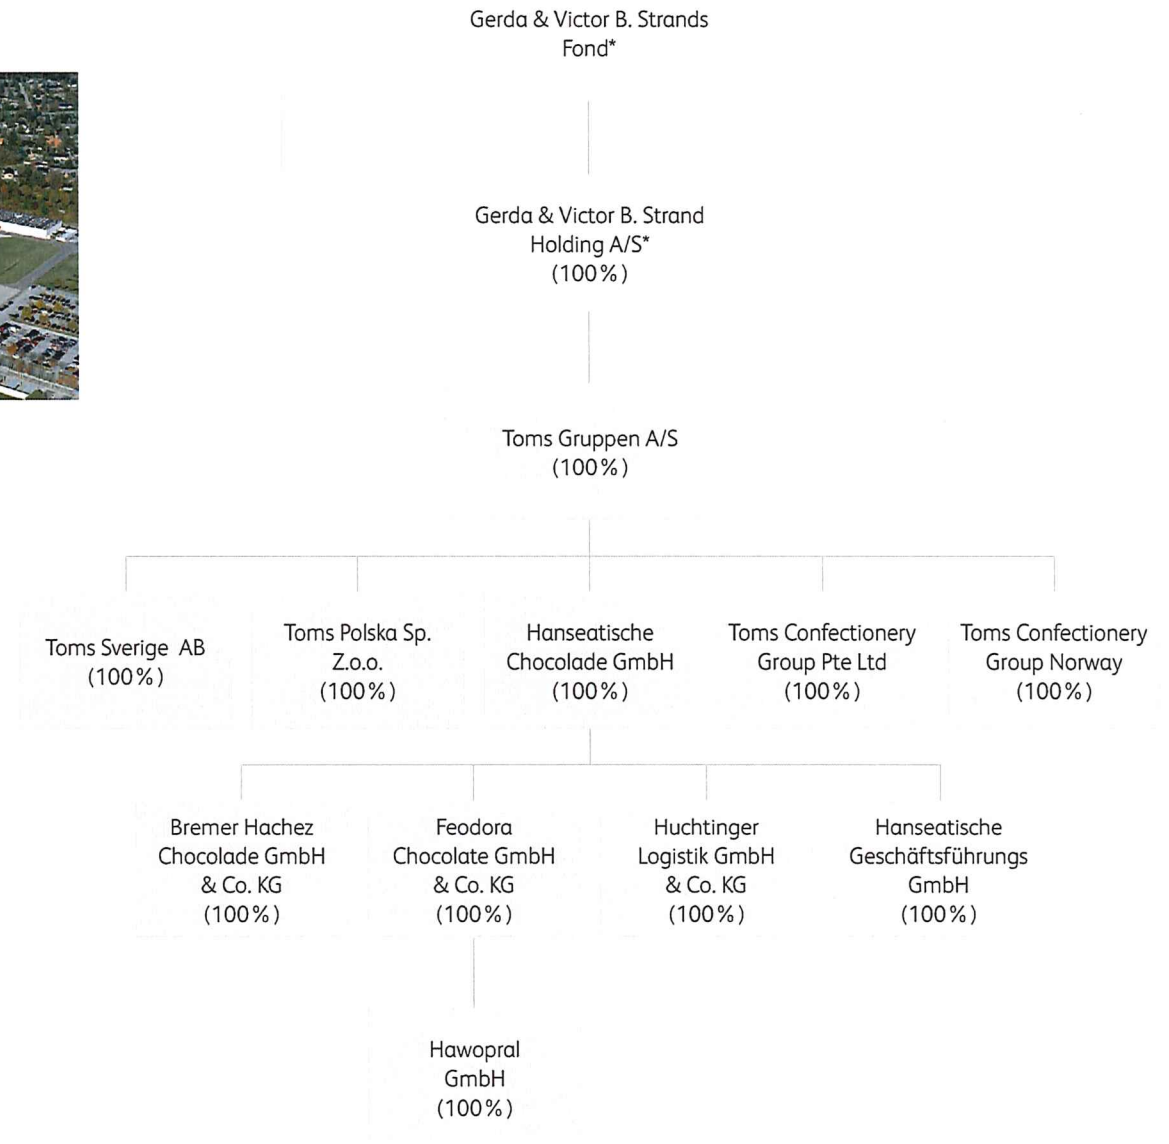 Gerda & Victor B. Strands
Fond*
Gerda & Victor B. Strand
Holding A/S*
(100%)
Toms Gruppen A/S
(100%)
Toms Sverige AB
(100%)
Toms Polska Sp.
Z.o.o.
(100%)
Hanseatische
Chocolade GmbH
(100%)
Toms Confectionery
Group Pte Ltd
(100%)
Toms Confectionery
Group Norway
(100%)
Bremer Hachez
Chocolade GmbH
& Co. KG
(100%)
Feodora
Chocolate GmbH
& Co. KG
(100%)
Huchtinger
Logistik GmbH
& Co. KG
(100%)
Hanseatische
Geschäftsführungs
GmbH
(100%)
Hawopral
GmbH
(100%)